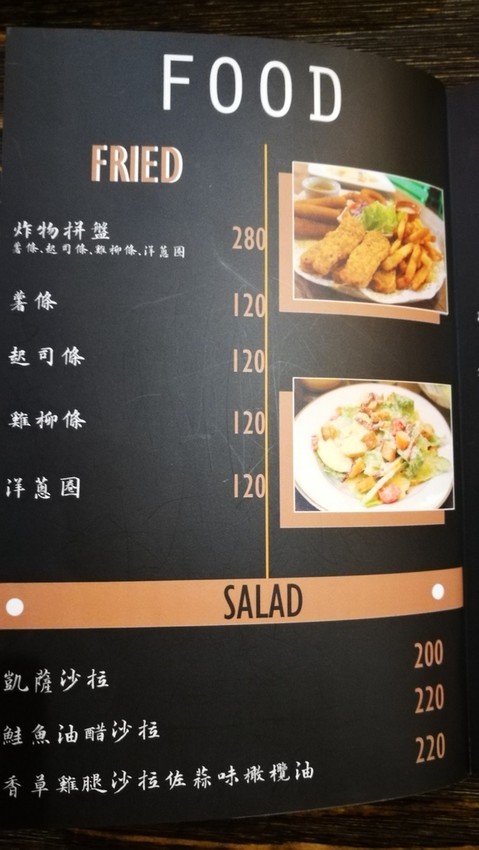 FOOD
FRIED
炸物拼盤 280
薯條、起司條、雞柳條、洋蔥圈
薯條 120
起司條 120
雞柳條 120
洋蔥圈 120
SALAD
凱薩沙拉 200
鮭魚油醋沙拉 220
香草雞腿沙拉佐蒜味橄欖油 220